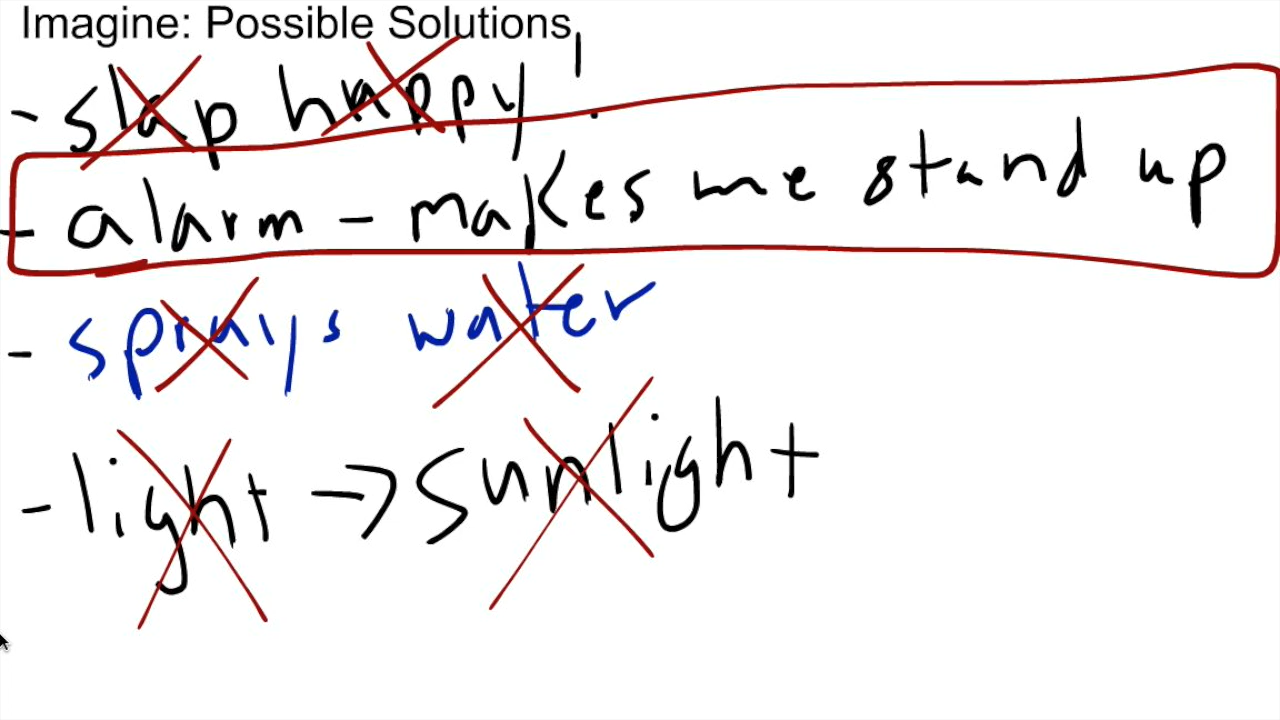 Imagine: Possible Solutions
- slap happy!
- alarm - makes me stand up
- sprays water
- light → sunlight